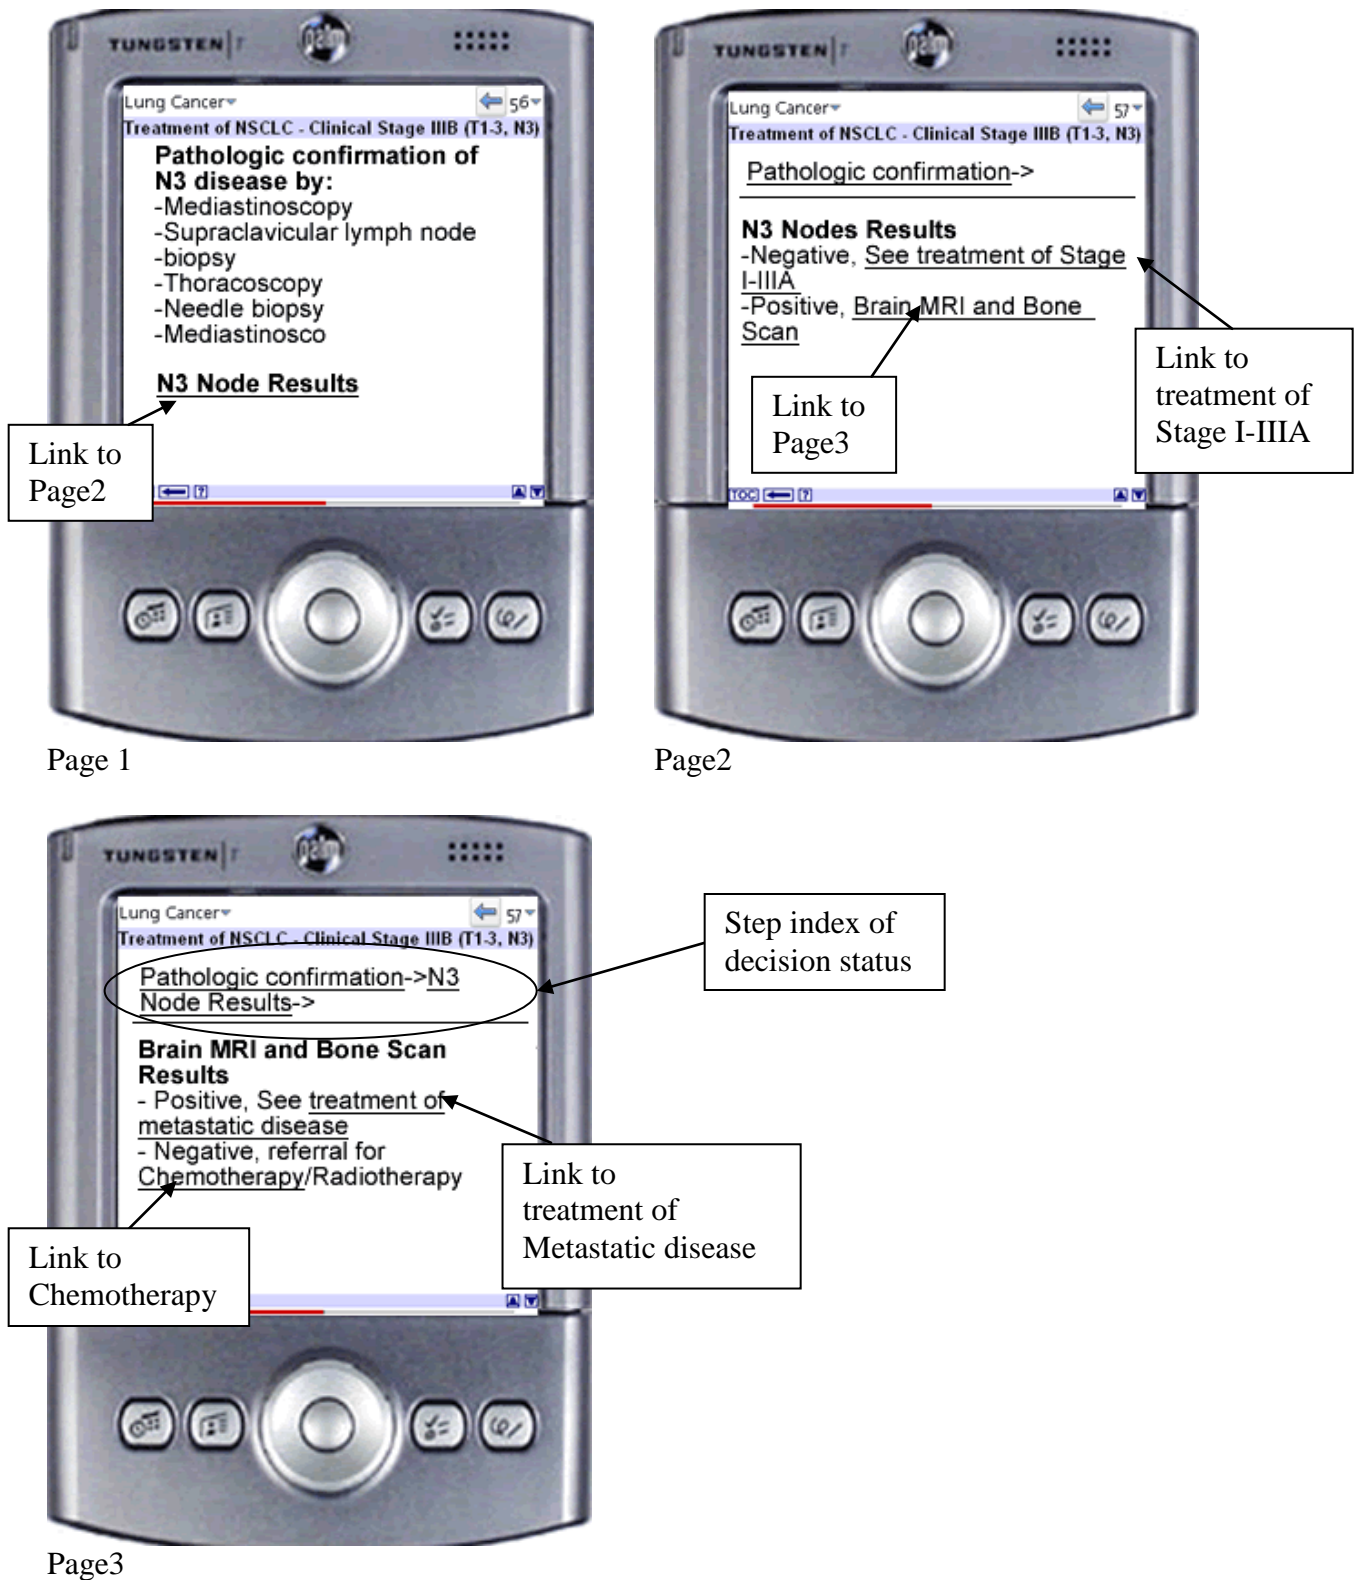 TUNGSTEN | T
palm
Lung Cancer
56
Treatment of NSCLC - Clinical Stage IIIB (T1-3, N3)
Pathologic confirmation of
N3 disease by:
-Mediastinoscopy
-Supraclavicular lymph node
-biopsy
-Thoracoscopy
-Needle biopsy
-Mediastinosco
N3 Node Results
?
Link to
Page2
Page 1
TUNGSTEN | T
palm
Lung Cancer
57
Treatment of NSCLC - Clinical Stage IIIB (T1-3, N3)
Pathologic confirmation->
N3 Nodes Results
-Negative, See treatment of Stage
I-IIIA
-Positive, Brain MRI and Bone
Scan
TOC ?
Link to
Page3
Link to
treatment of
Stage I-IIIA
Page2
TUNGSTEN | T
palm
Lung Cancer
57
Treatment of NSCLC - Clinical Stage IIIB (T1-3, N3)
Pathologic confirmation->N3
Node Results->
Step index of
decision status
Brain MRI and Bone Scan
Results
- Positive, See treatment of
metastatic disease
- Negative, referral for
Chemotherapy/Radiotherapy
Link to
treatment of
Metastatic disease
Link to
Chemotherapy
Page3